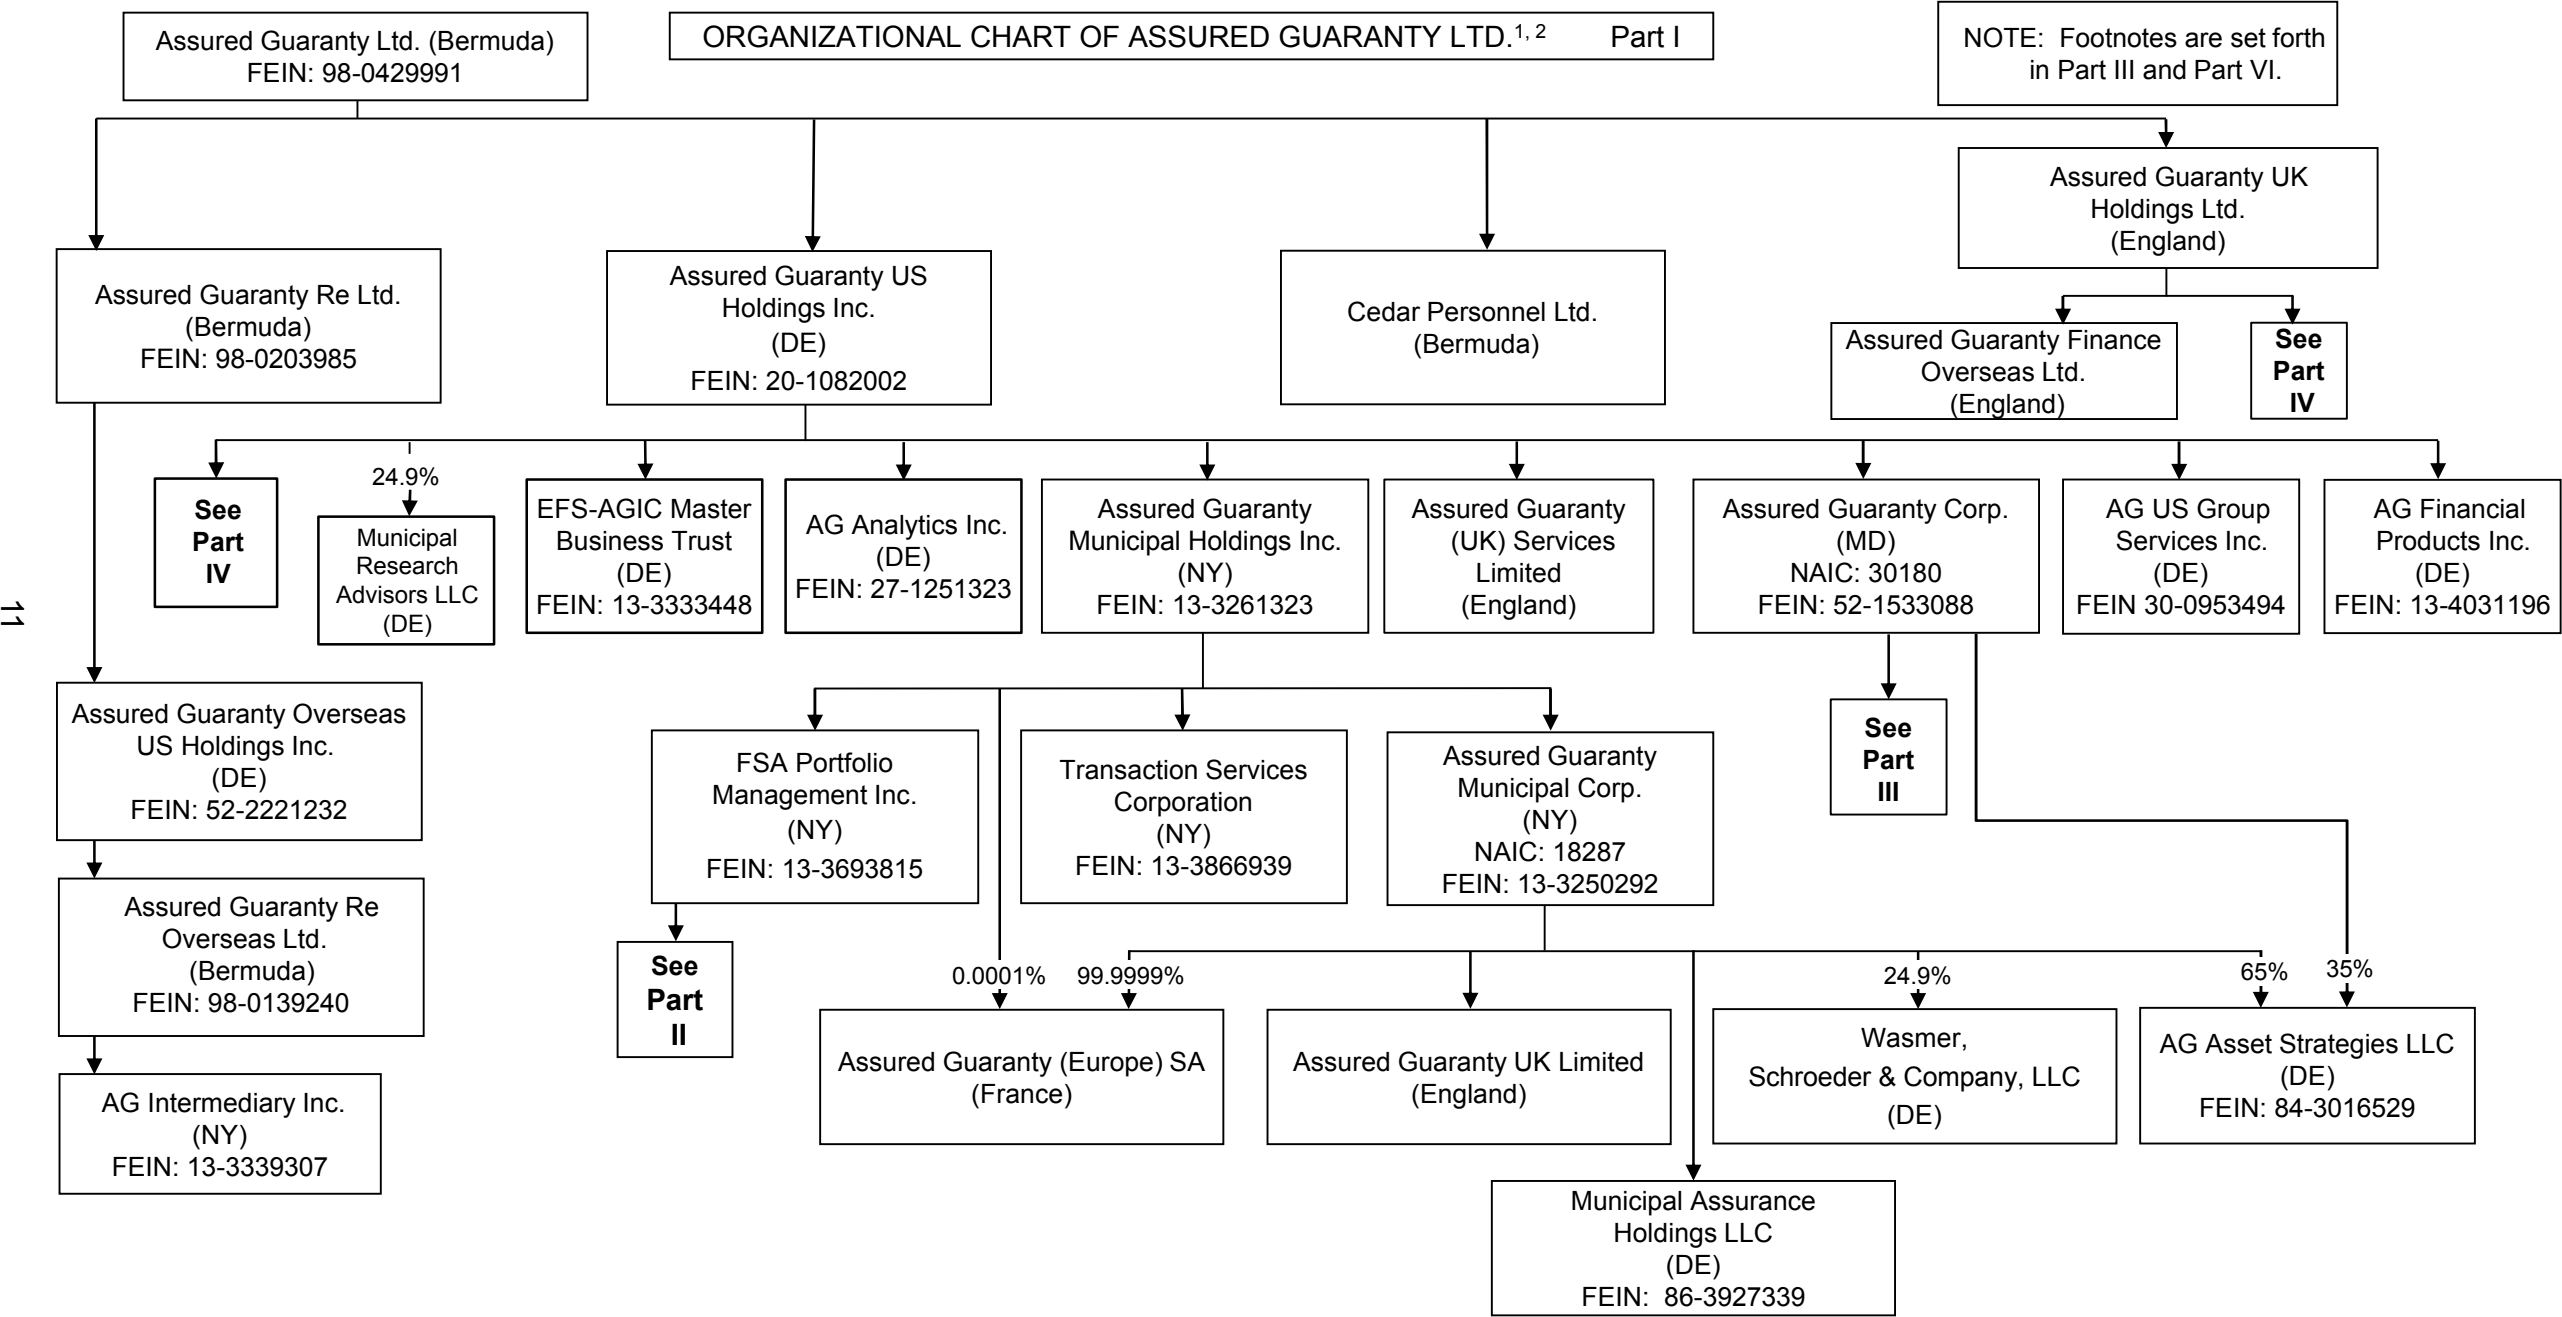 Assured Guaranty Ltd. (Bermuda)
FEIN: 98-0429991
ORGANIZATIONAL CHART OF ASSURED GUARANTY LTD.1, 2 Part I
NOTE: Footnotes are set forth
in Part III and Part VI.
Assured Guaranty UK
Holdings Ltd.
(England)
Assured Guaranty Re Ltd.
(Bermuda)
FEIN: 98-0203985
Assured Guaranty US
Holdings Inc.
(DE)
FEIN: 20-1082002
Cedar Personnel Ltd.
(Bermuda)
Assured Guaranty Finance
Overseas Ltd.
(England)
See
Part
IV
See
Part
IV
24.9%
Municipal
Research
Advisors LLC
(DE)
EFS-AGIC Master
Business Trust
(DE)
FEIN: 13-3333448
AG Analytics Inc.
(DE)
FEIN: 27-1251323
Assured Guaranty
Municipal Holdings Inc.
(NY)
FEIN: 13-3261323
Assured Guaranty
(UK) Services
Limited
(England)
Assured Guaranty Corp.
(MD)
NAIC: 30180
FEIN: 52-1533088
AG US Group
Services Inc.
(DE)
FEIN 30-0953494
AG Financial
Products Inc.
(DE)
FEIN: 13-4031196
11
Assured Guaranty Overseas
US Holdings Inc.
(DE)
FEIN: 52-2221232
FSA Portfolio
Management Inc.
(NY)
FEIN: 13-3693815
Transaction Services
Corporation
(NY)
FEIN: 13-3866939
Assured Guaranty
Municipal Corp.
(NY)
NAIC: 18287
FEIN: 13-3250292
See
Part
III
Assured Guaranty Re
Overseas Ltd.
(Bermuda)
FEIN: 98-0139240
See
Part
II
0.0001%
99.9999%
24.9%
65%
35%
Assured Guaranty (Europe) SA
(France)
Assured Guaranty UK Limited
(England)
Wasmer,
Schroeder & Company, LLC
(DE)
AG Asset Strategies LLC
(DE)
FEIN: 84-3016529
AG Intermediary Inc.
(NY)
FEIN: 13-3339307
Municipal Assurance
Holdings LLC
(DE)
FEIN: 86-3927339